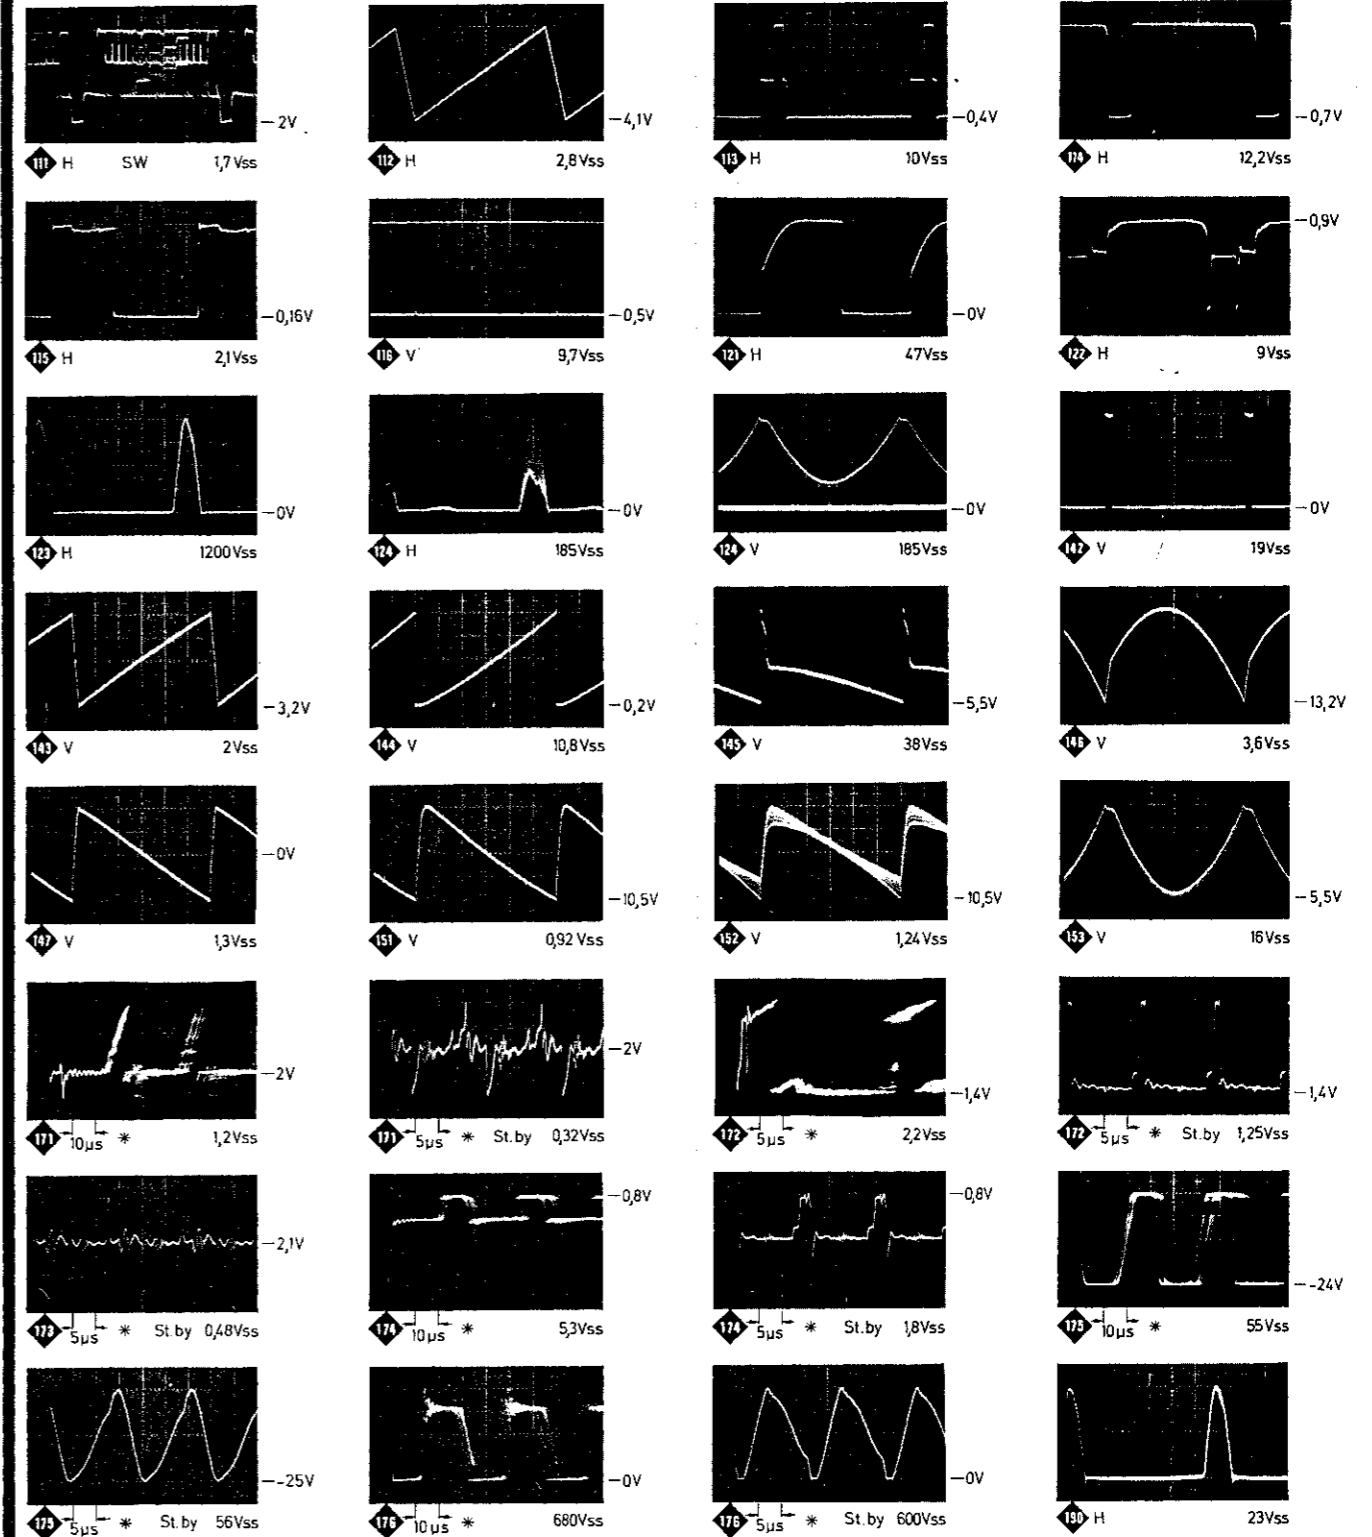 2V
4,1V
0,4V
0,7V
111 H SW 1,7Vss
112 H 2,8Vss
113 H 10Vss
114 H 12,2Vss
0,9V
0,16V
0,5V
0V
115 H 2,1Vss
116 V 9,7Vss
121 H 47Vss
122 H 9Vss
0V
0V
0V
0V
123 H 1200Vss
124 H 185Vss
124 V 185Vss
142 V 19Vss
3,2V
0,2V
5,5V
13,2V
143 V 2Vss
144 V 10,8Vss
145 V 38Vss
146 V 3,6Vss
0V
10,5V
10,5V
5,5V
147 V 1,3Vss
151 V 0,92Vss
152 V 1,24Vss
153 V 16Vss
2V
2V
1,4V
1,4V
171 10µs * 1,2Vss
171 5µs * St.by 0,32Vss
172 5µs * 2,2Vss
172 5µs * St.by 1,25Vss
2,1V
0,8V
0,8V
-24V
173 5µs * St.by 0,48Vss
174 10µs * 5,3Vss
174 5µs * St.by 1,8Vss
175 10µs * 55Vss
-25V
0V
0V
175 5µs * St.by 56Vss
176 10µs * 680Vss
176 5µs * St.by 600Vss
190 H 23Vss